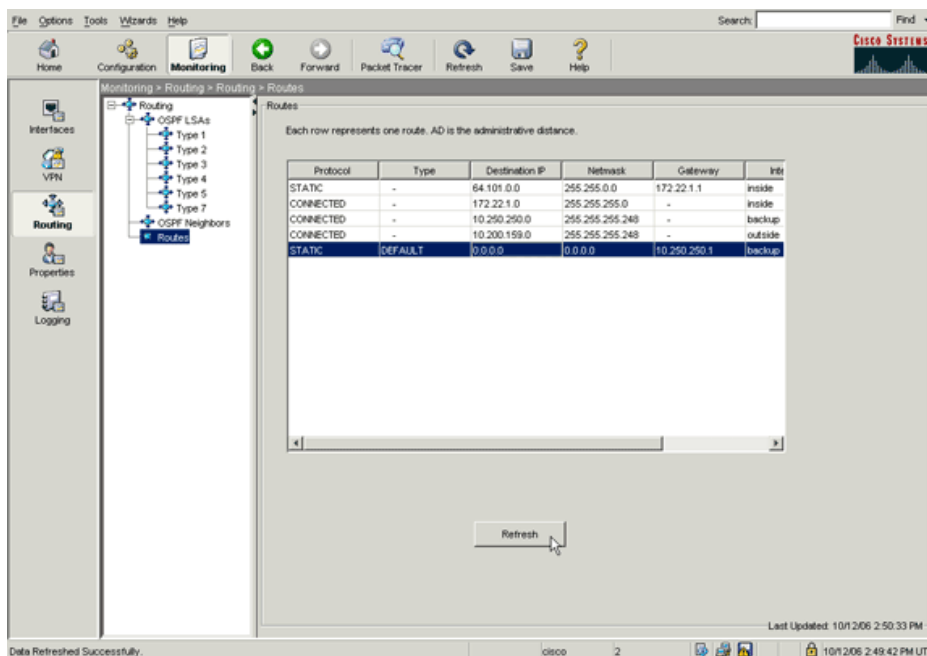 File Options Tools Wizards Help Search: Find
Home Configuration Monitoring Back Forward Packet Tracer Refresh Save Help
CISCO SYSTEMS
Monitoring > Routing > Routing > Routes
Interfaces
VPN
Routing
Properties
Logging
Routing
OSPF LSAs
Type 1
Type 2
Type 3
Type 4
Type 5
Type 7
OSPF Neighbors
Routes
Routes
Each row represents one route. AD is the administrative distance.
Protocol Type Destination IP Netmask Gateway Inte
STATIC - 64.101.0.0 255.255.0.0 172.22.1.1 inside
CONNECTED - 172.22.1.0 255.255.255.0 - inside
CONNECTED - 10.250.250.0 255.255.255.248 - backup
CONNECTED - 10.200.159.0 255.255.255.248 - outside
STATIC DEFAULT 0.0.0.0 0.0.0.0 10.250.250.1 backup
Refresh
Last Updated: 10/12/06 2:50:33 PM
Data Refreshed Successfully. cisco 2 10/12/06 2:49:42 PM UT